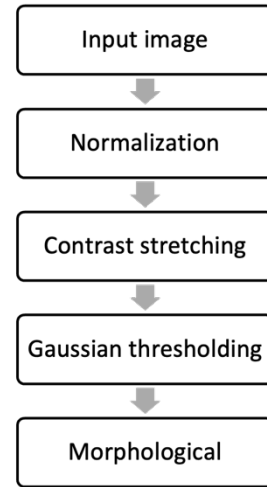 Input image
Normalization
Contrast stretching
Gaussian thresholding
Morphological